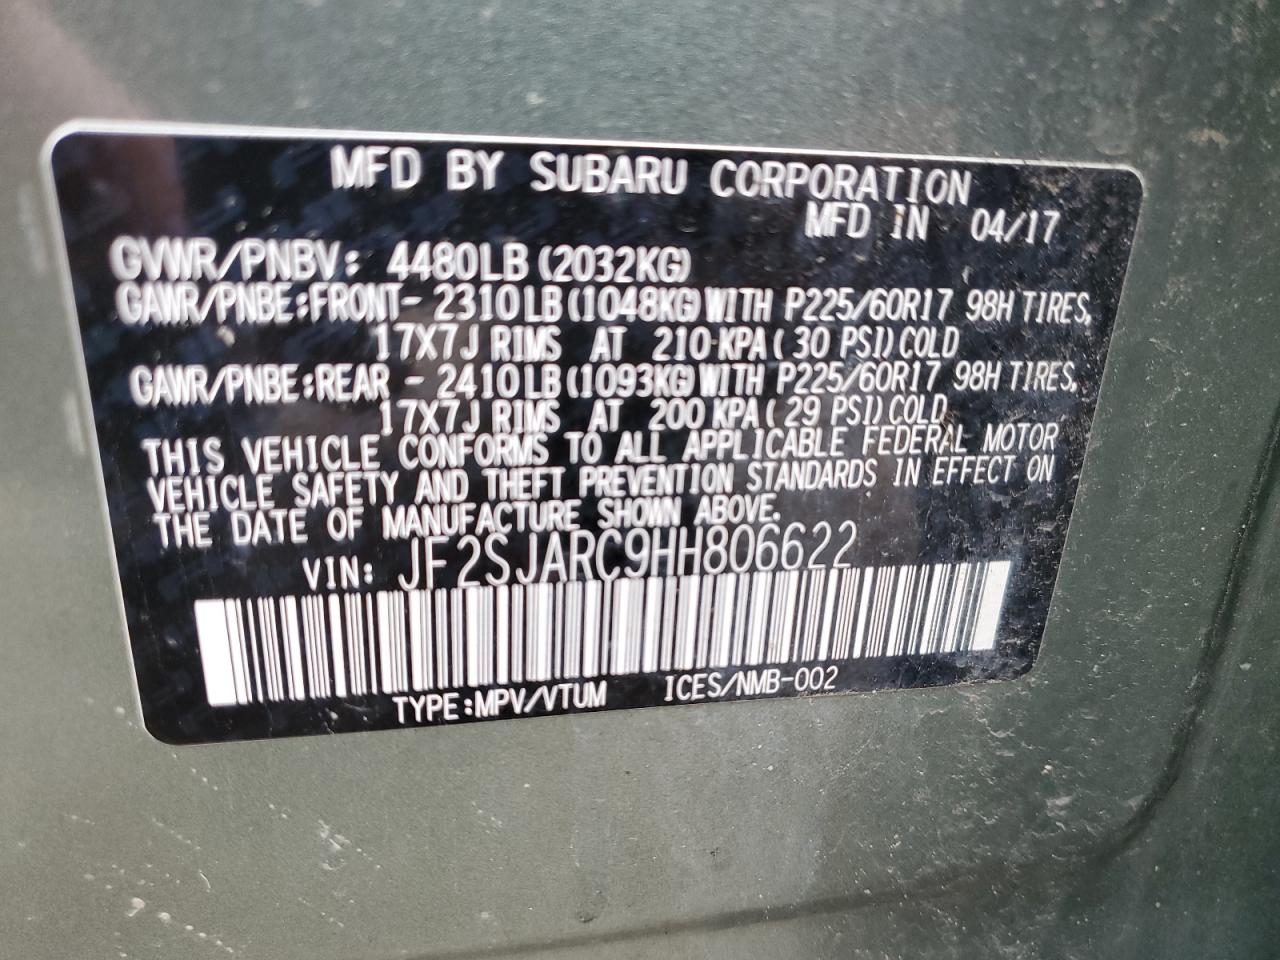 MFD BY SUBARU CORPORATION
MFD IN 04/17
GVWR/PNBV: 4480LB (2032KG)
GAWR/PNBE:FRONT- 2310LB(1048KG)WITH P225/60R17 98H TIRES,
17X7J RIMS AT 210 KPA( 30 PSI)COLD
GAWR/PNBE:REAR - 2410LB(1093KG)WITH P225/60R17 98H TIRES,
17X7J RIMS AT 200 KPA( 29 PSI)COLD
THIS VEHICLE CONFORMS TO ALL APPLICABLE FEDERAL MOTOR
VEHICLE SAFETY AND THEFT PREVENTION STANDARDS IN EFFECT ON
THE DATE OF MANUFACTURE SHOWN ABOVE.
VIN: JF2SJARC9HH806622
TYPE:MPV/VTUM ICES/NMB-002